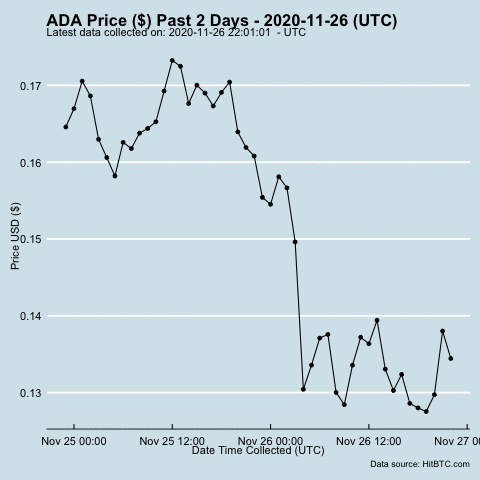 ADA Price ($) Past 2 Days - 2020-11-26 (UTC)
Latest data collected on: 2020-11-26 22:01:01 - UTC
0.17
0.16
0.15
0.14
0.13
Price USD ($)
Nov 25 00:00 Nov 25 12:00 Nov 26 00:00 Nov 26 12:00 Nov 27 0
Date Time Collected (UTC)
Data source: HitBTC.com